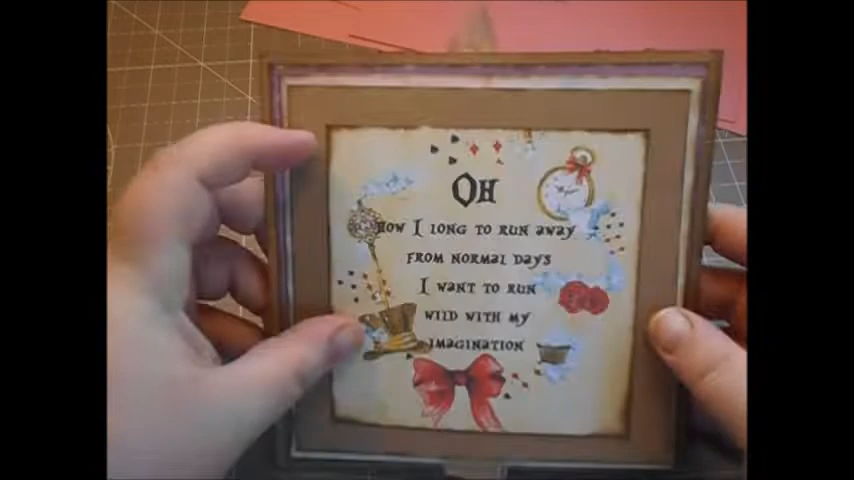 OH
HOW I LONG TO RUN AWAY
FROM NORMAL DAYS
I WANT TO RUN
WILD WITH MY
IMAGINATION